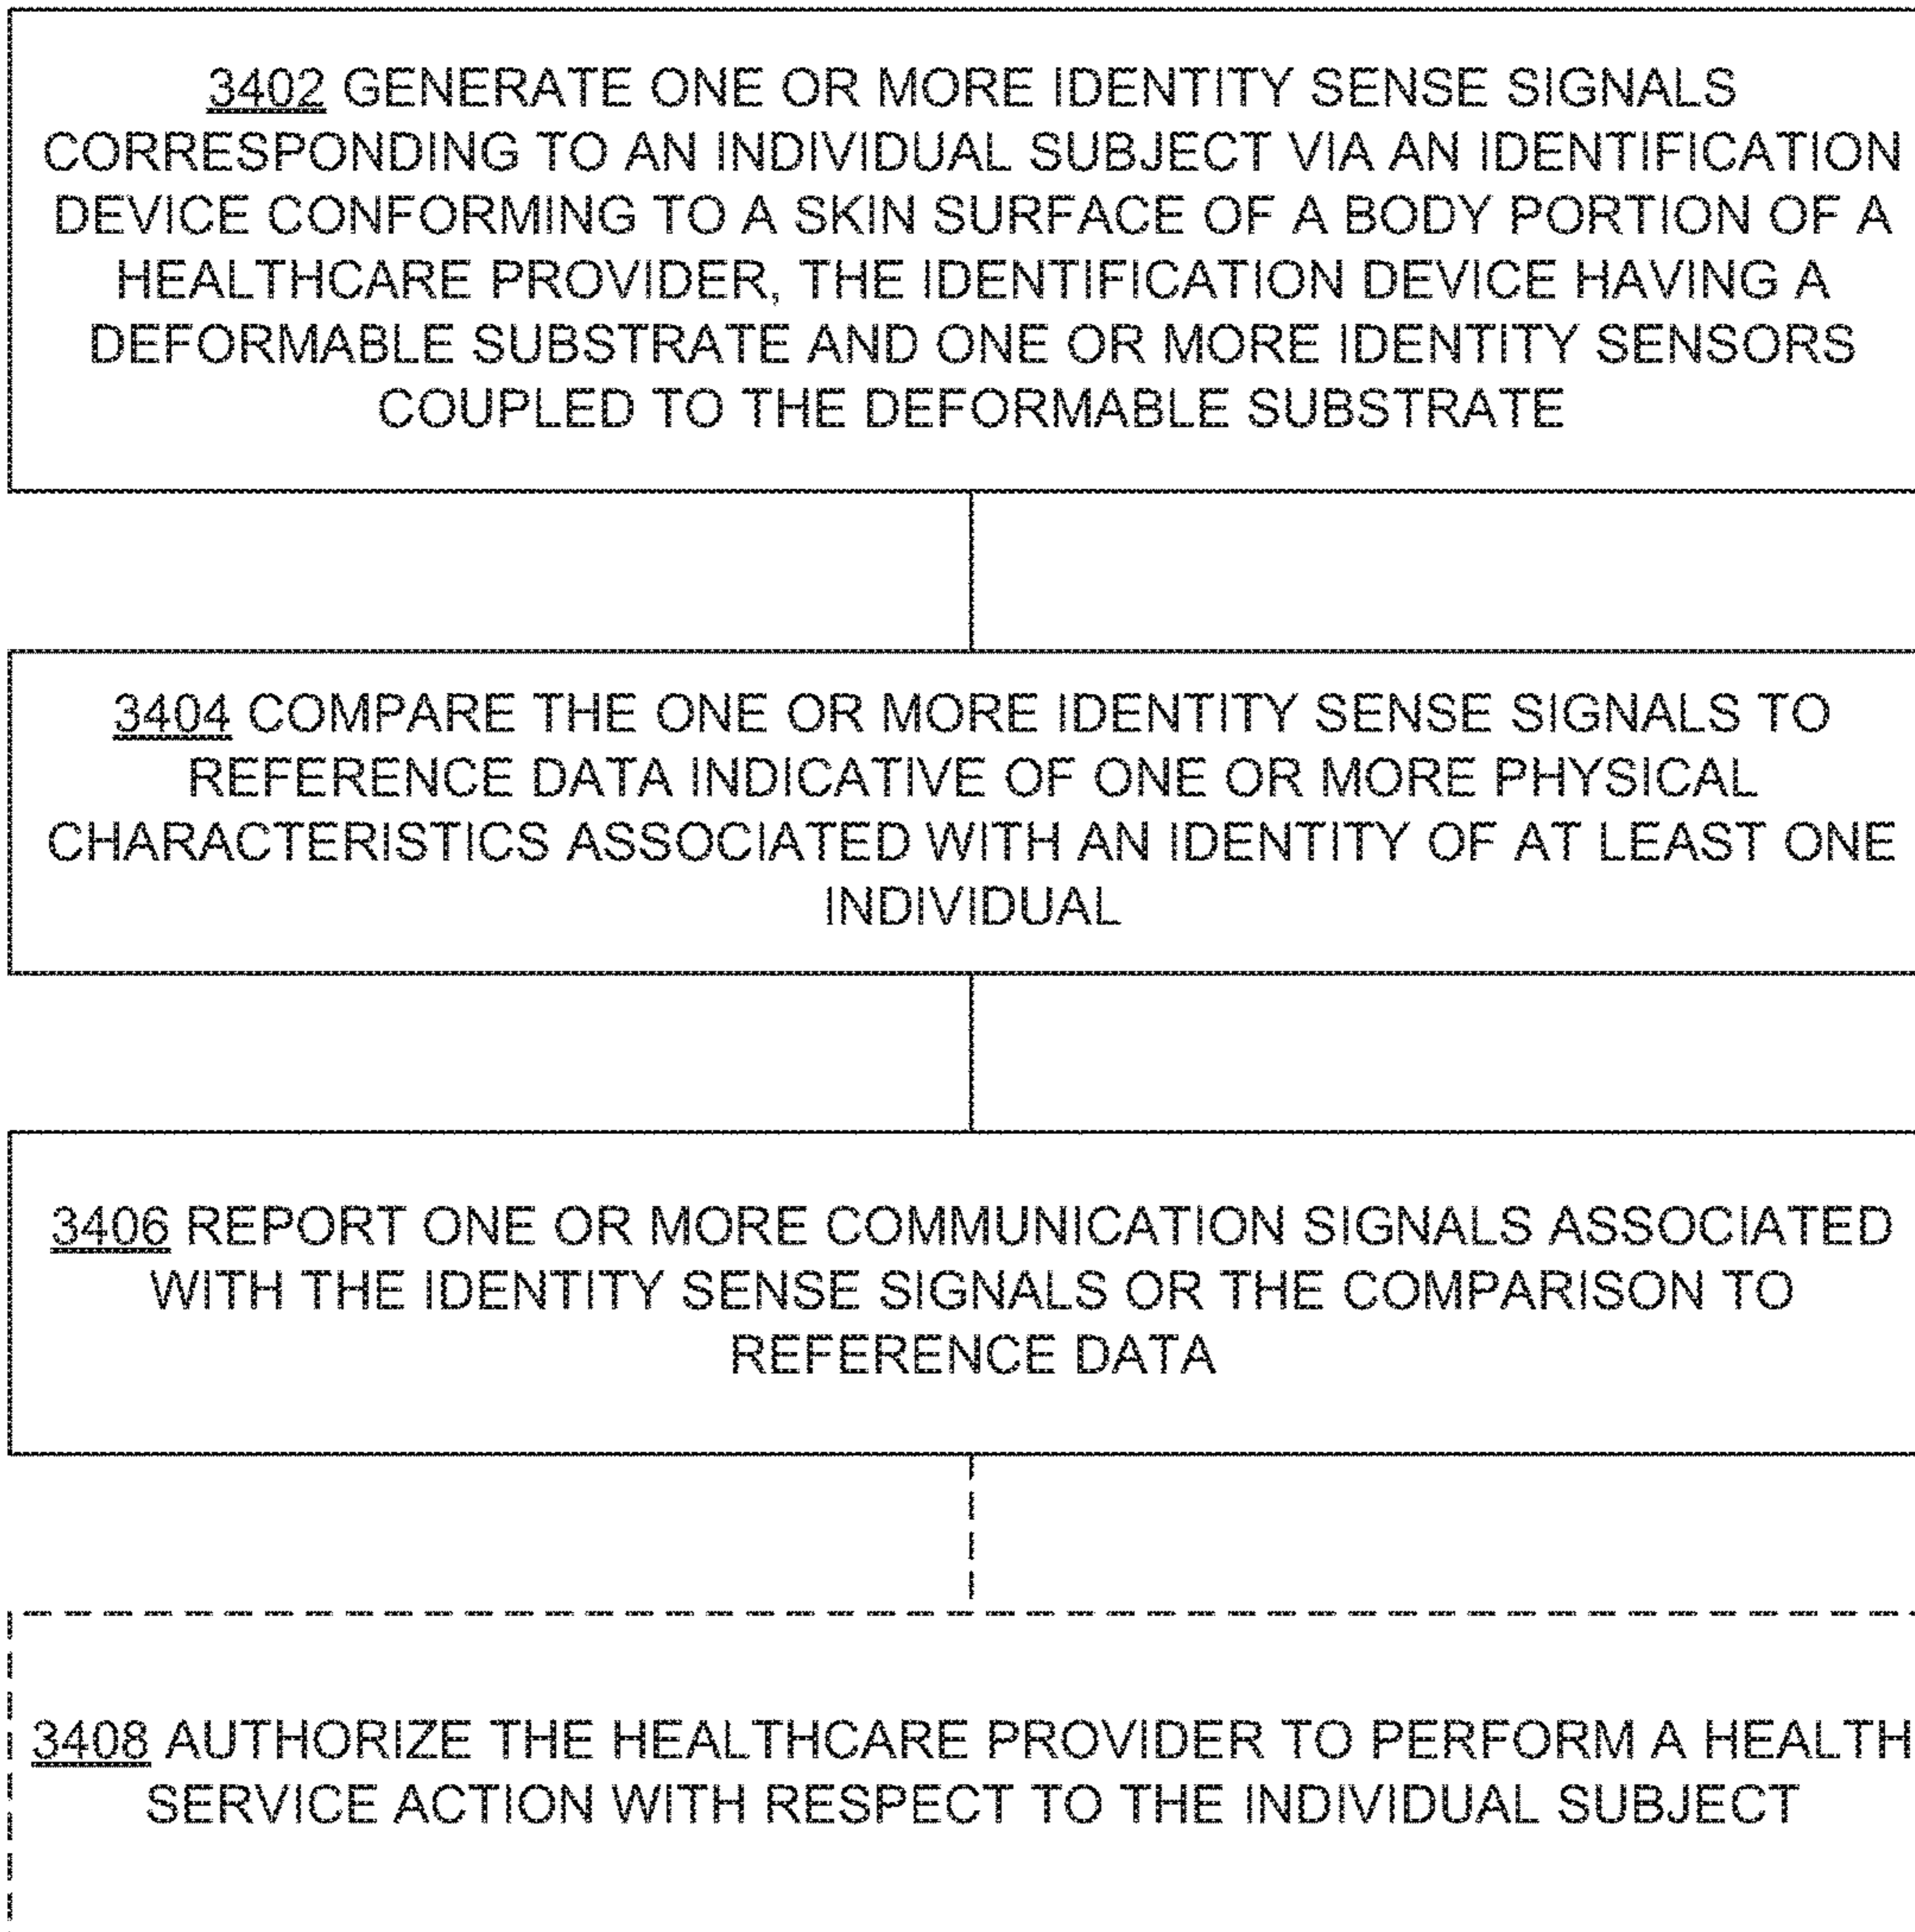 3402 GENERATE ONE OR MORE IDENTITY SENSE SIGNALS
CORRESPONDING TO AN INDIVIDUAL SUBJECT VIA AN IDENTIFICATION
DEVICE CONFORMING TO A SKIN SURFACE OF A BODY PORTION OF A
HEALTHCARE PROVIDER, THE IDENTIFICATION DEVICE HAVING A
DEFORMABLE SUBSTRATE AND ONE OR MORE IDENTITY SENSORS
COUPLED TO THE DEFORMABLE SUBSTRATE
3404 COMPARE THE ONE OR MORE IDENTITY SENSE SIGNALS TO
REFERENCE DATA INDICATIVE OF ONE OR MORE PHYSICAL
CHARACTERISTICS ASSOCIATED WITH AN IDENTITY OF AT LEAST ONE
INDIVIDUAL
3406 REPORT ONE OR MORE COMMUNICATION SIGNALS ASSOCIATED
WITH THE IDENTITY SENSE SIGNALS OR THE COMPARISON TO
REFERENCE DATA
3408 AUTHORIZE THE HEALTHCARE PROVIDER TO PERFORM A HEALTH
SERVICE ACTION WITH RESPECT TO THE INDIVIDUAL SUBJECT